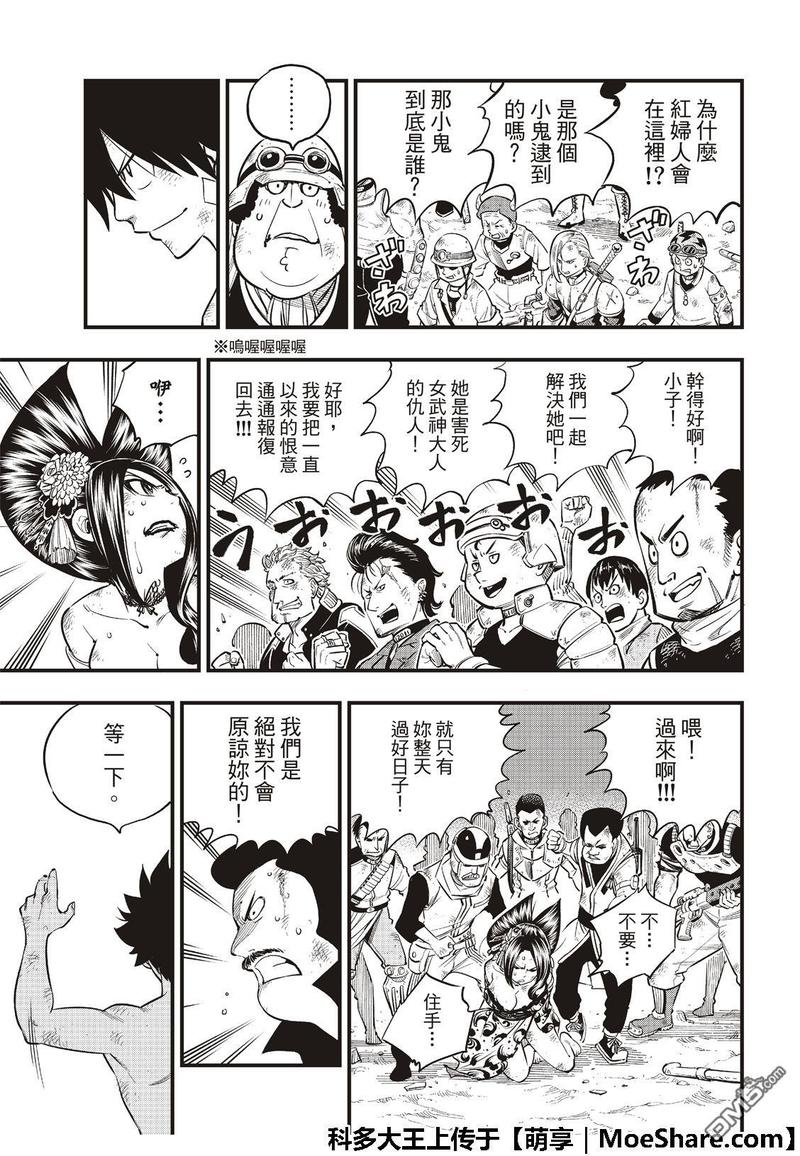 為什麼
紅婦人會
在這裡!?
是那個
小鬼逮到
的嗎？
那小鬼
到底是誰？
………
ざわ
ざわ
※嗚喔喔喔喔
幹得好啊！
小子！
我們一起
解決她吧！
她是害死
女武神大人
的仇人！
好耶，
我要把一直
以來的恨意
通通報復
回去!!!
うおおおお
咿…
喂！
過來啊!!!
就只有
妳整天
過好日子！
不…
不要…
住手…
我們是
絕對不會
原諒妳的！
等一下。
科多大王上传于【萌享｜MoeShare.com】
DM5.com